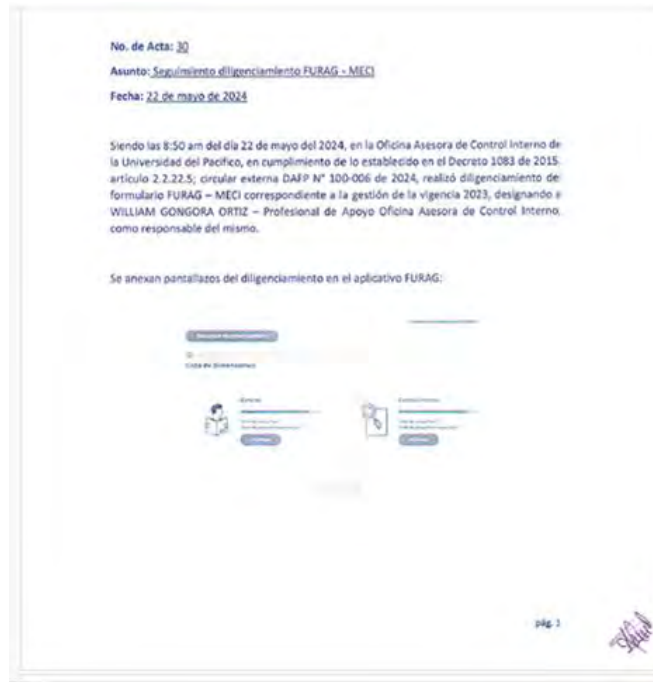 No. de Acta: 30
Asunto: Seguimiento diligenciamiento FURAG - MECI
Fecha: 22 de mayo de 2024
Siendo las 8:50 am del día 22 de mayo del 2024, en la Oficina Asesora de Control Interno de
la Universidad del Pacífico, en cumplimiento de lo establecido en el Decreto 1083 de 2015.
artículo 2.2.22.5; circular externa DAFP N° 100-006 de 2024, realizó diligenciamiento de
formulario FURAG – MECI correspondiente a la gestión de la vigencia 2023, designando a
WILLIAM GONGORA ORTIZ – Profesional de Apoyo Oficina Asesora de Control Interno,
como responsable del mismo.
Se anexan pantallazos del diligenciamiento en el aplicativo FURAG:
pág. 1